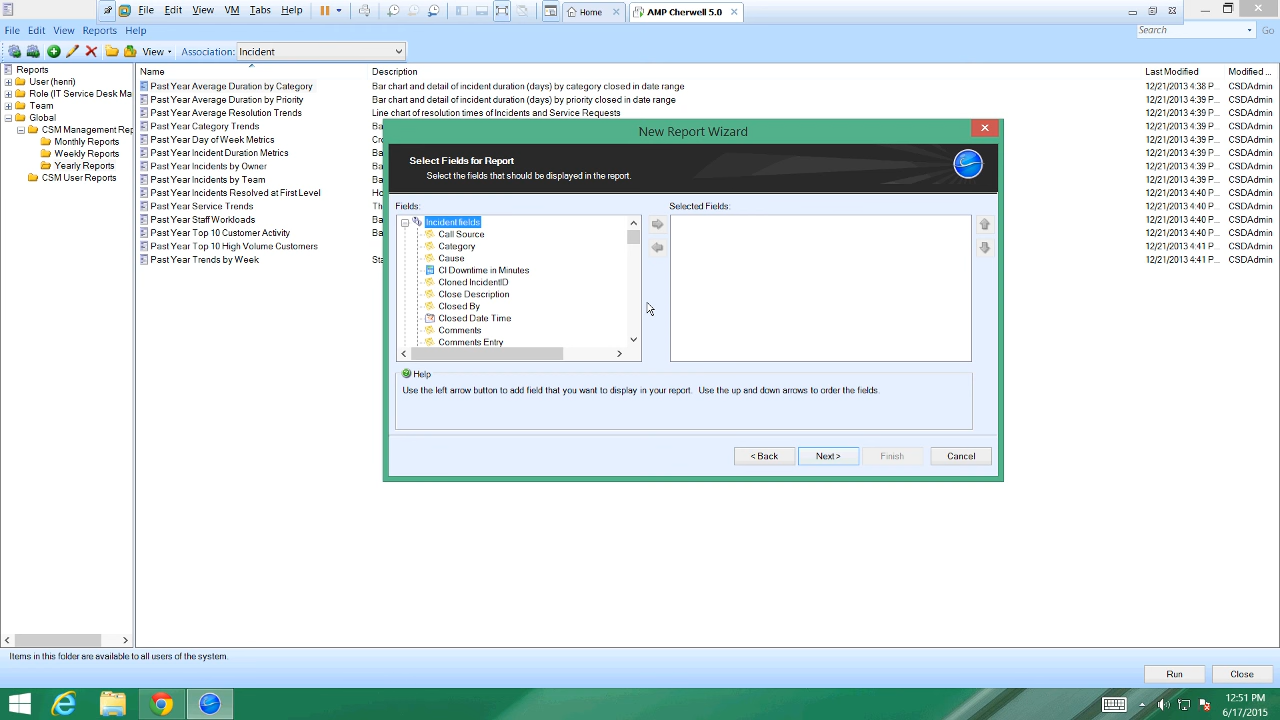 File Edit View VM Tabs Help Home AMP Cherwell 5.0
File Edit View Reports Help Search Go
View Association: Incident
Reports
User (henri)
Role (IT Service Desk Ma
Team
Global
CSM Management Rep
Monthly Reports
Weekly Reports
Yearly Reports
CSM User Reports
Name Description Last Modified Modified ...
Past Year Average Duration by Category Bar chart and detail of incident duration (days) by category closed in date range 12/21/2013 4:38 P... CSDAdmin
Past Year Average Duration by Priority Bar chart and detail of incident duration (days) by priority closed in date range 12/21/2013 4:39 P... CSDAdmin
Past Year Average Resolution Trends Line chart of resolution times of Incidents and Service Requests 12/21/2013 4:39 P... CSDAdmin
Past Year Category Trends Ba 12/21/2013 4:39 P... CSDAdmin
Past Year Day of Week Metrics Cro 12/21/2013 4:39 P... CSDAdmin
Past Year Incident Duration Metrics Bar 12/21/2013 4:39 P... CSDAdmin
Past Year Incidents by Owner Bar 12/21/2013 4:39 P... CSDAdmin
Past Year Incidents by Team Bar 12/21/2013 4:39 P... CSDAdmin
Past Year Incidents Resolved at First Level Ho 12/21/2013 4:40 P... CSDAdmin
Past Year Service Trends Th 12/21/2013 4:40 P... CSDAdmin
Past Year Staff Workloads Ba 12/21/2013 4:40 P... CSDAdmin
Past Year Top 10 Customer Activity Ba 12/21/2013 4:40 P... CSDAdmin
Past Year Top 10 High Volume Customers 12/21/2013 4:41 P... CSDAdmin
Past Year Trends by Week Sta 12/21/2013 4:41 P... CSDAdmin
New Report Wizard
Select Fields for Report
Select the fields that should be displayed in the report.
Fields: Selected Fields:
Incident fields
Call Source
Category
Cause
CI Downtime in Minutes
Cloned IncidentID
Close Description
Closed By
Closed Date Time
Comments
Comments Entry
Help
Use the left arrow button to add field that you want to display in your report. Use the up and down arrows to order the fields.
< Back Next > Finish Cancel
Items in this folder are available to all users of the system.
Run Close
12:51 PM
6/17/2015